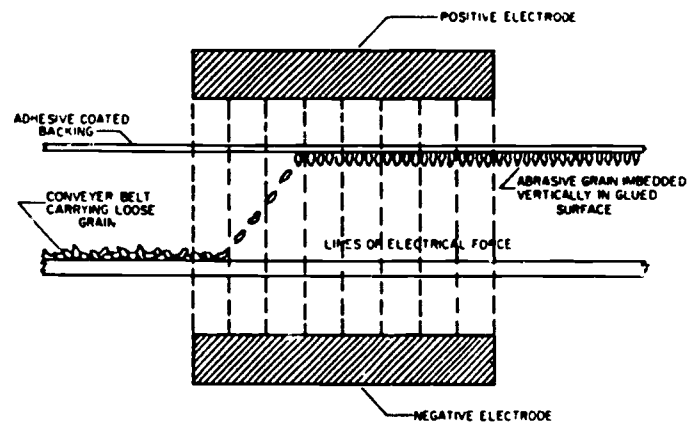 POSITIVE ELECTRODE
ADHESIVE COATED
BACKING
CONVEYER BELT
CARRYING LOOSE
GRAIN
ABRASIVE GRAIN IMBEDDED
VERTICALLY IN GLUED
SURFACE
LINES OF ELECTRICAL FORCE
NEGATIVE ELECTRODE